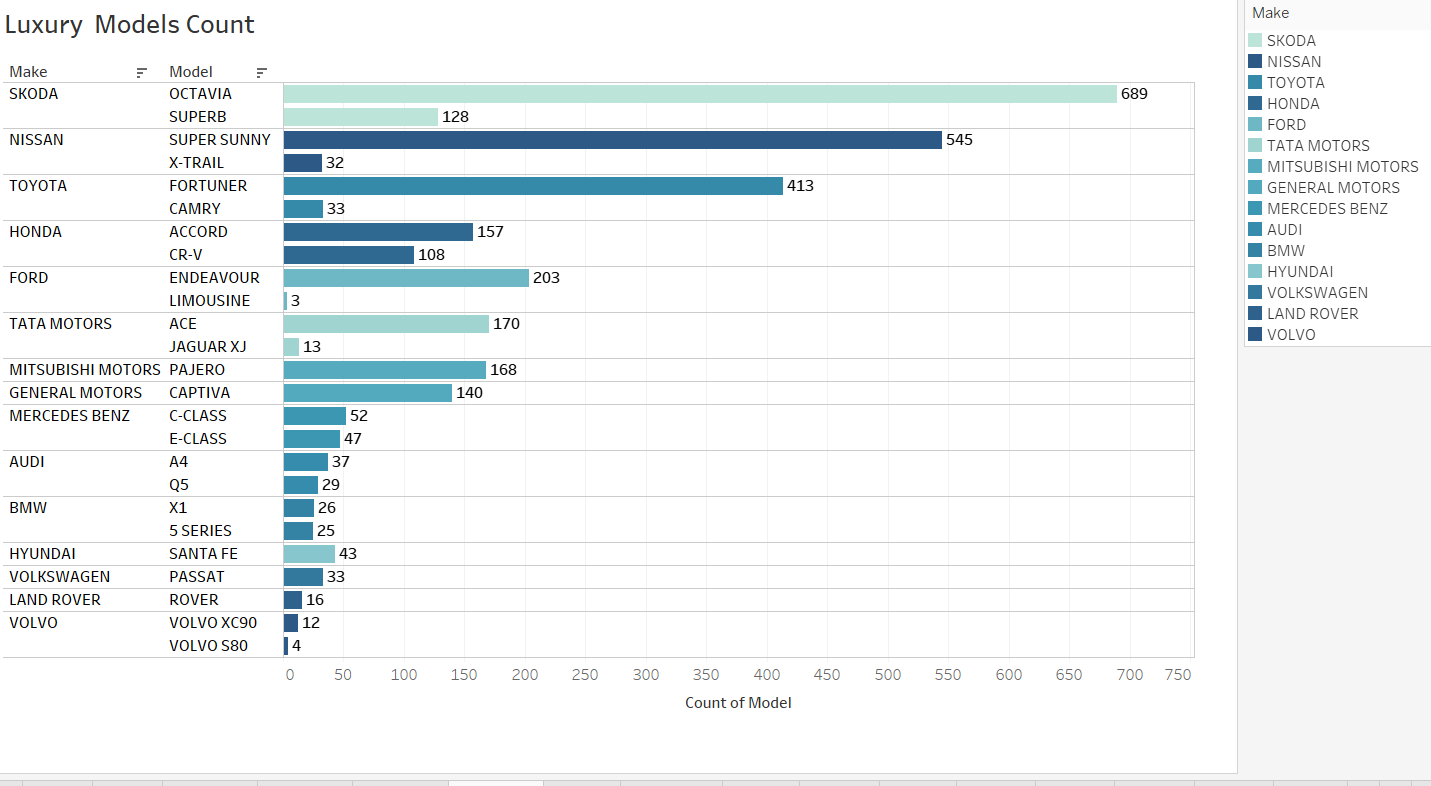 Luxury  Models Count
Make Model
SKODA OCTAVIA 689
SUPERB 128
NISSAN SUPER SUNNY 545
X-TRAIL 32
TOYOTA FORTUNER 413
CAMRY 33
HONDA ACCORD 157
CR-V 108
FORD ENDEAVOUR 203
LIMOUSINE 3
TATA MOTORS ACE 170
JAGUAR XJ 13
MITSUBISHI MOTORS PAJERO 168
GENERAL MOTORS CAPTIVA 140
MERCEDES BENZ C-CLASS 52
E-CLASS 47
AUDI A4 37
Q5 29
BMW X1 26
5 SERIES 25
HYUNDAI SANTA FE 43
VOLKSWAGEN PASSAT 33
LAND ROVER ROVER 16
VOLVO VOLVO XC90 12
VOLVO S80 4
0 50 100 150 200 250 300 350 400 450 500 550 600 650 700 750
Count of Model
Make
SKODA
NISSAN
TOYOTA
HONDA
FORD
TATA MOTORS
MITSUBISHI MOTORS
GENERAL MOTORS
MERCEDES BENZ
AUDI
BMW
HYUNDAI
VOLKSWAGEN
LAND ROVER
VOLVO